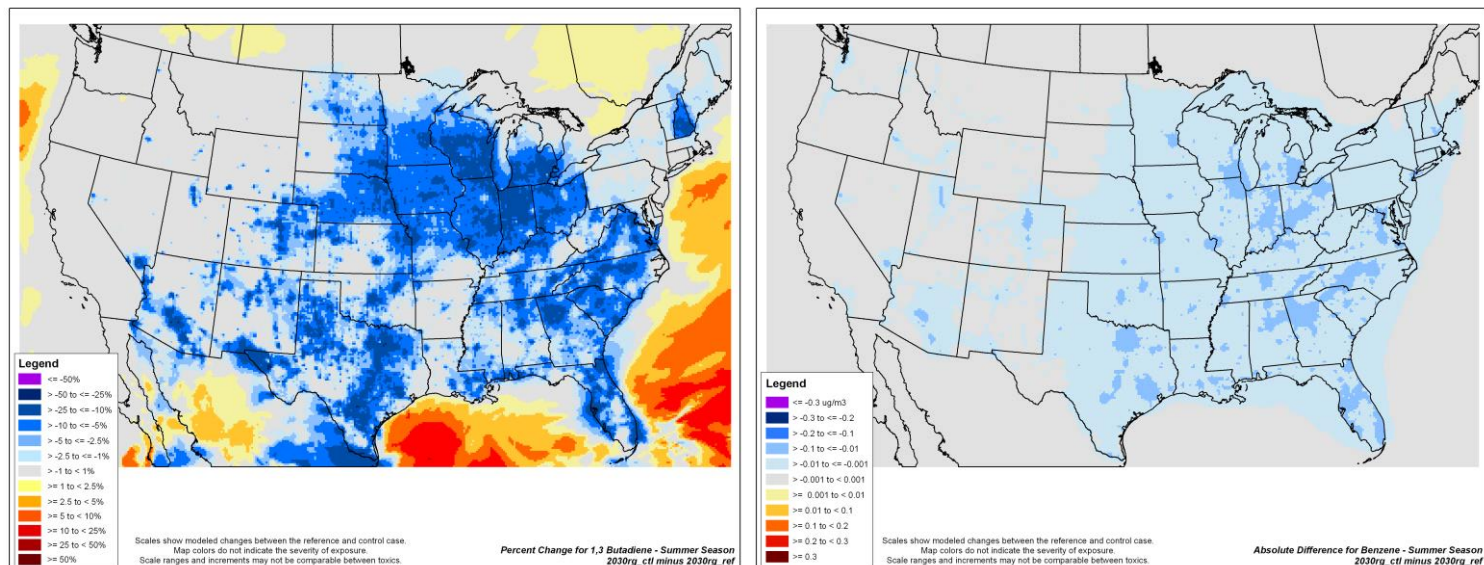 Legend
<= -50%
> -50 to <= -25%
> -25 to <= -10%
> -10 to <= -5%
> -5 to <= -2.5%
> -2.5 to <= -1%
> -1 to < 1%
>= 1 to < 2.5%
>= 2.5 to < 5%
>= 5 to < 10%
>= 10 to < 25%
>= 25 to < 50%
>= 50%
Scales show modeled changes between the reference and control case.
Map colors do not indicate the severity of exposure.
Scale ranges and increments may not be comparable between toxics.
Percent Change for 1,3 Butadiene - Summer Season
2030rg_ctl minus 2030rg_ref
Legend
<= -0.3 ug/m3
> -0.3 to <= -0.2
> -0.2 to <= -0.1
> -0.1 to <= -0.01
> -0.01 to <= -0.001
> -0.001 to < 0.001
>= 0.001 to < 0.01
>= 0.01 to < 0.1
>= 0.1 to < 0.2
>= 0.2 to < 0.3
>= 0.3
Scales show modeled changes between the reference and control case.
Map colors do not indicate the severity of exposure.
Scale ranges and increments may not be comparable between toxics.
Absolute Difference for Benzene - Summer Season
2030rg_ctl minus 2030rg_ref